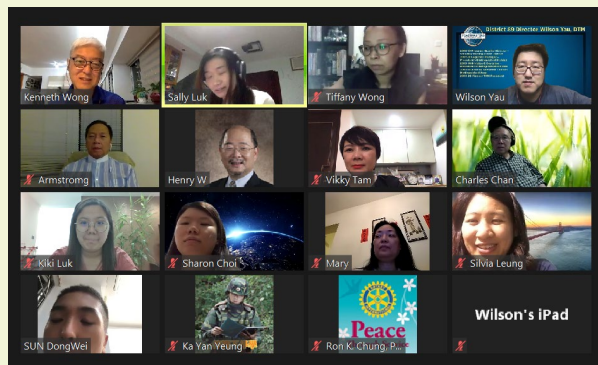 Kenneth Wong
Sally Luk
Tiffany Wong
District 89 Director Wilson Yau, DTM
Wilson Yau
Armstromg
Henry W
Vikky Tam
Charles Chan
Kiki Luk
Sharon Choi
Mary
Silvia Leung
SUN DongWei
Ka Yan Yeung
Peace
Ron K. Chung, P...
Wilson's iPad